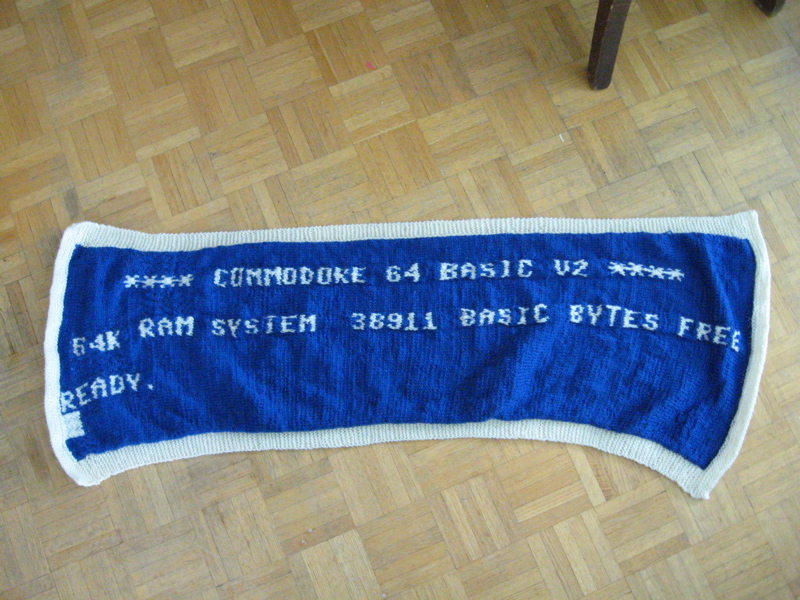 **** COMMODORE 64 BASIC V2 ****
64K RAM SYSTEM 38911 BASIC BYTES FREE
READY.